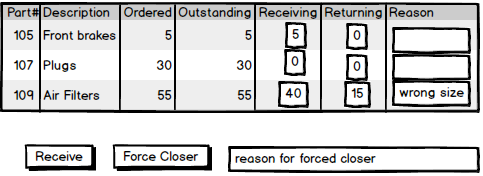 Part# Description Ordered Outstanding Receiving Returning Reason
105 Front brakes 5 5 5 0
107 Plugs 30 30 0 0
109 Air Filters 55 55 40 15 wrong size
Receive Force Closer reason for forced closer